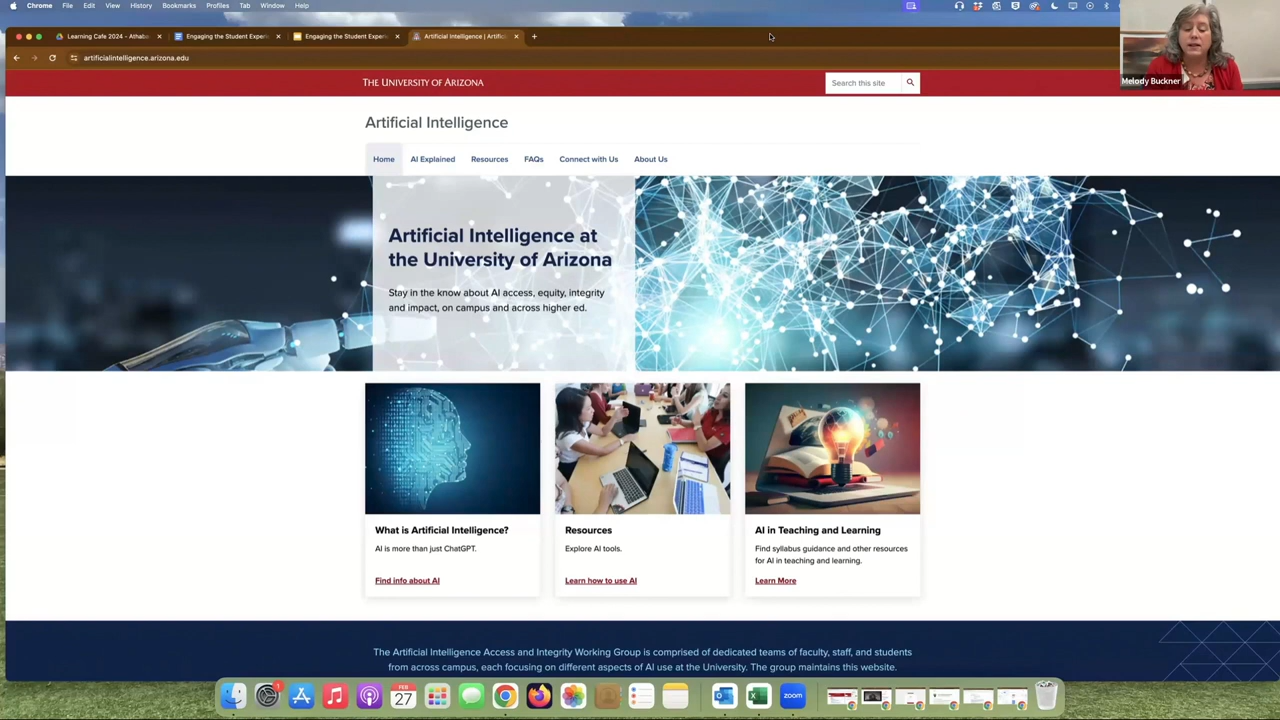 Chrome File Edit View History Bookmarks Profiles Tab Window Help
Learning Cafe 2024 - Athaba
Engaging the Student Experie
Engaging the Student Experie
Artificial Intelligence | Artific
artificialintelligence.arizona.edu
Melody Buckner
THE UNIVERSITY OF ARIZONA
Search this site
Artificial Intelligence
Home AI Explained Resources FAQs Connect with Us About Us
Artificial Intelligence at
the University of Arizona
Stay in the know about AI access, equity, integrity
and impact, on campus and across higher ed.
What is Artificial Intelligence?
AI is more than just ChatGPT.
Find info about AI
Resources
Explore AI tools.
Learn how to use AI
AI in Teaching and Learning
Find syllabus guidance and other resources
for AI in teaching and learning.
Learn More
The Artificial Intelligence Access and Integrity Working Group is comprised of dedicated teams of faculty, staff, and students
from across campus, each focusing on different aspects of AI use at the University. The group maintains this website.
FEB
27
zoom